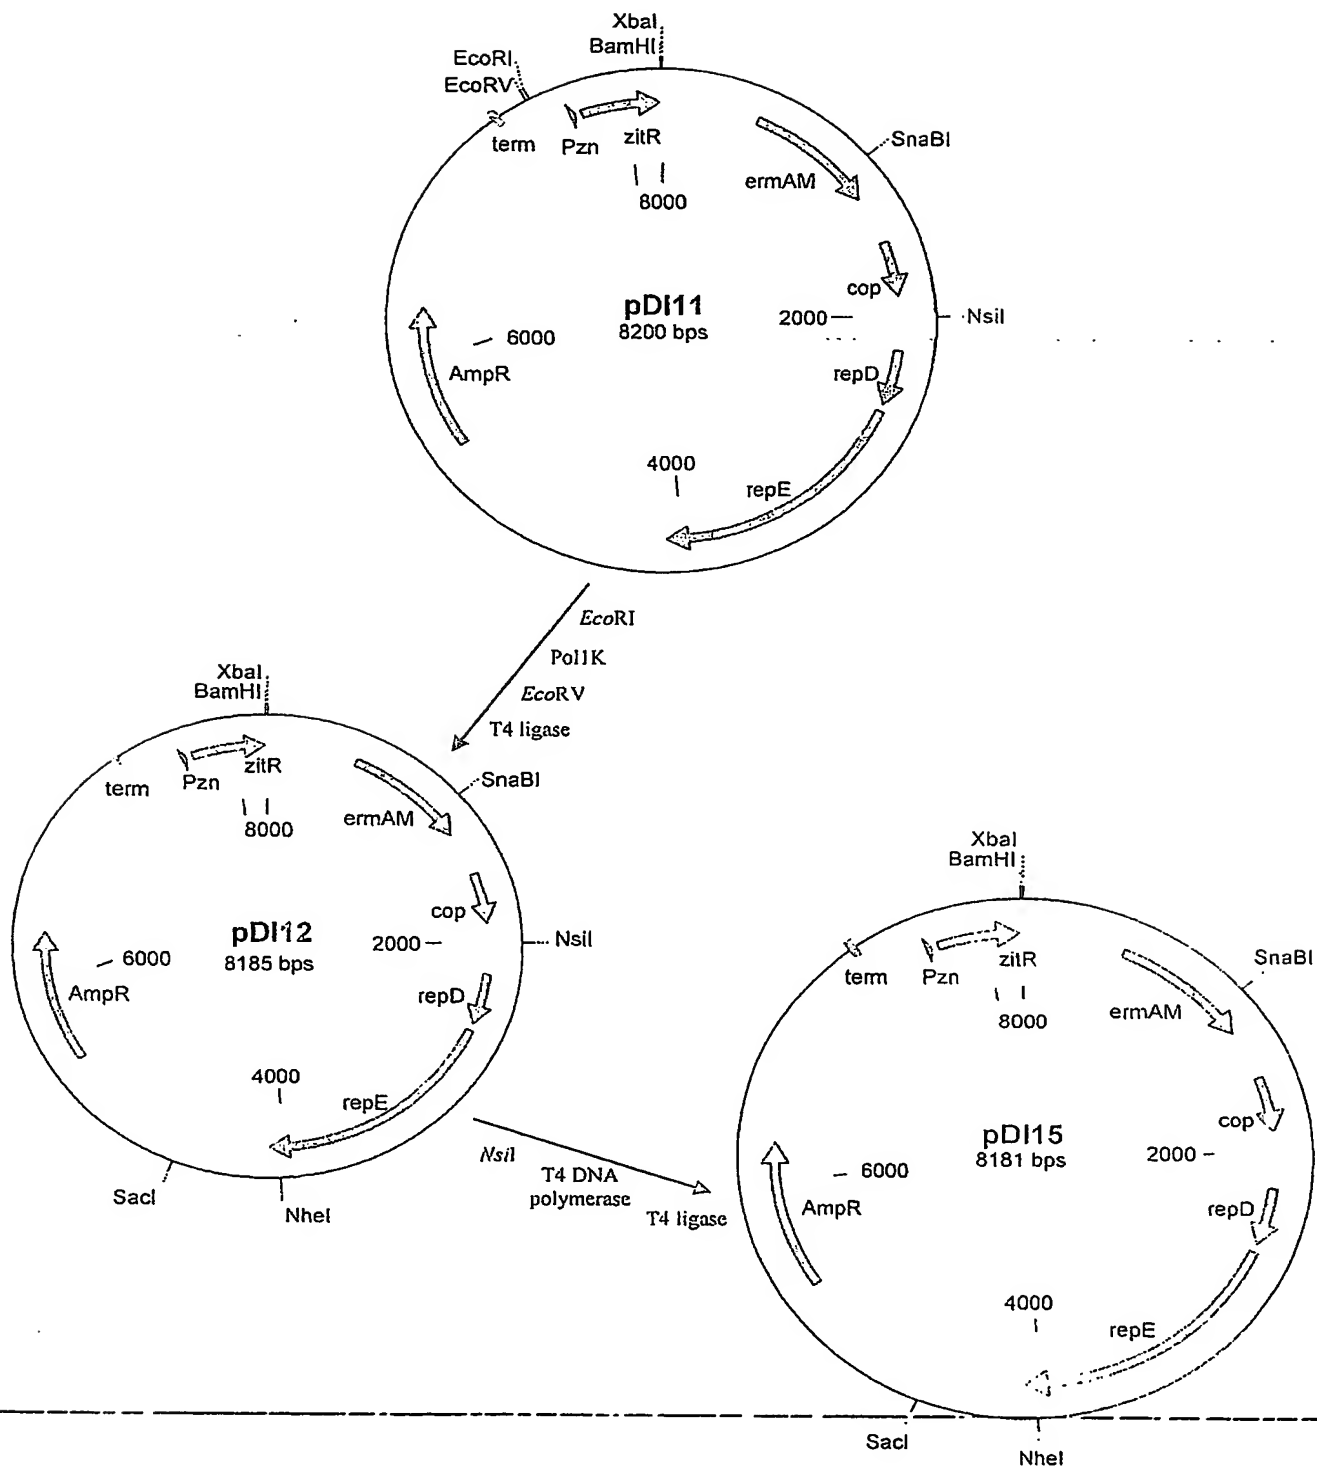 XbaI
BamHI
EcoRI
EcoRV
term
Pzn
zitR
8000
ermAM
SnaBI
cop
pDI11
8200 bps
2000
NsiI
6000
AmpR
repD
4000
repE
EcoRI
Pol1K
EcoRV
T4 ligase
XbaI
BamHI
term
Pzn
zitR
8000
ermAM
SnaBI
cop
pDI12
8185 bps
2000
NsiI
6000
AmpR
repD
4000
repE
SacI
NheI
NsiI
T4 DNA
polymerase
T4 ligase
XbaI
BamHI
term
Pzn
zitR
8000
ermAM
SnaBI
cop
pDI15
8181 bps
2000
6000
AmpR
repD
4000
repE
SacI
NheI